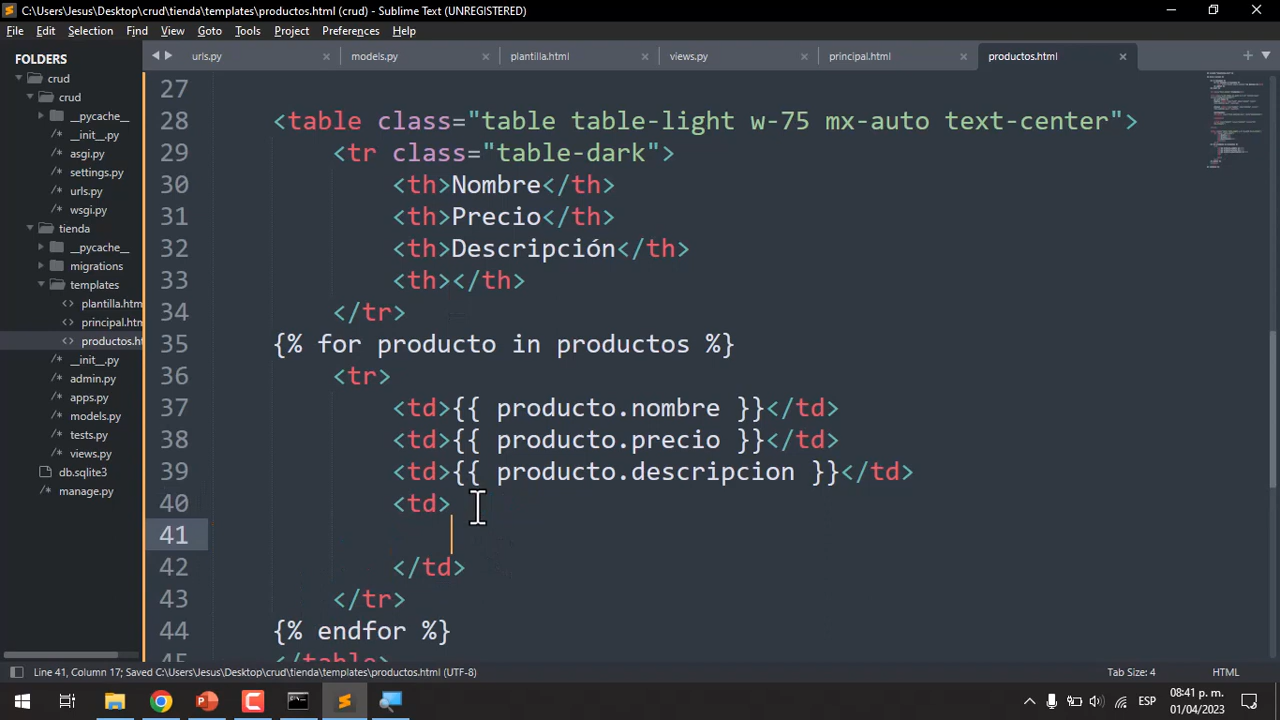 C:\Users\Jesus\Desktop\crud\tienda\templates\productos.html (crud) - Sublime Text (UNREGISTERED)
File Edit Selection Find View Goto Tools Project Preferences Help
FOLDERS
crud
crud
__pycache__
__init__.py
asgi.py
settings.py
urls.py
wsgi.py
tienda
__pycache__
migrations
templates
plantilla.htm
principal.htm
productos.ht
__init__.py
admin.py
apps.py
models.py
tests.py
views.py
db.sqlite3
manage.py
urls.py models.py plantilla.html views.py principal.html productos.html
27
28 <table class="table table-light w-75 mx-auto text-center">
29 <tr class="table-dark">
30 <th>Nombre</th>
31 <th>Precio</th>
32 <th>Descripción</th>
33 <th></th>
34 </tr>
35 {% for producto in productos %}
36 <tr>
37 <td>{{ producto.nombre }}</td>
38 <td>{{ producto.precio }}</td>
39 <td>{{ producto.descripcion }}</td>
40 <td>
41
42 </td>
43 </tr>
44 {% endfor %}
45 </table>
Line 41, Column 17; Saved C:\Users\Jesus\Desktop\crud\tienda\templates\productos.html (UTF-8) Tab Size: 4 HTML
ESP
08:41 p. m.
01/04/2023